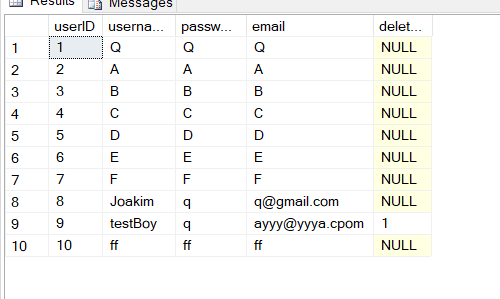 Results Messages
userID userna... passw... email delet...
1 1 Q Q Q NULL
2 2 A A A NULL
3 3 B B B NULL
4 4 C C C NULL
5 5 D D D NULL
6 6 E E E NULL
7 7 F F F NULL
8 8 Joakim q q@gmail.com NULL
9 9 testBoy q ayyy@yyya.cpom 1
10 10 ff ff ff NULL